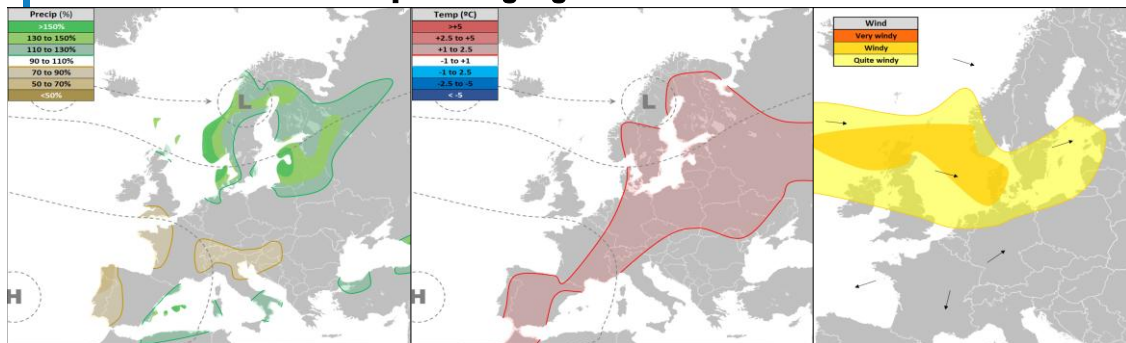 Precip (%)
>150%
130 to 150%
110 to 130%
90 to 110%
70 to 90%
50 to 70%
<50%
L
H
Temp (ºC)
>+5
+2.5 to +5
+1 to 2.5
-1 to +1
-1 to 2.5
-2.5 to -5
< -5
L
Wind
Very windy
Windy
Quite windy